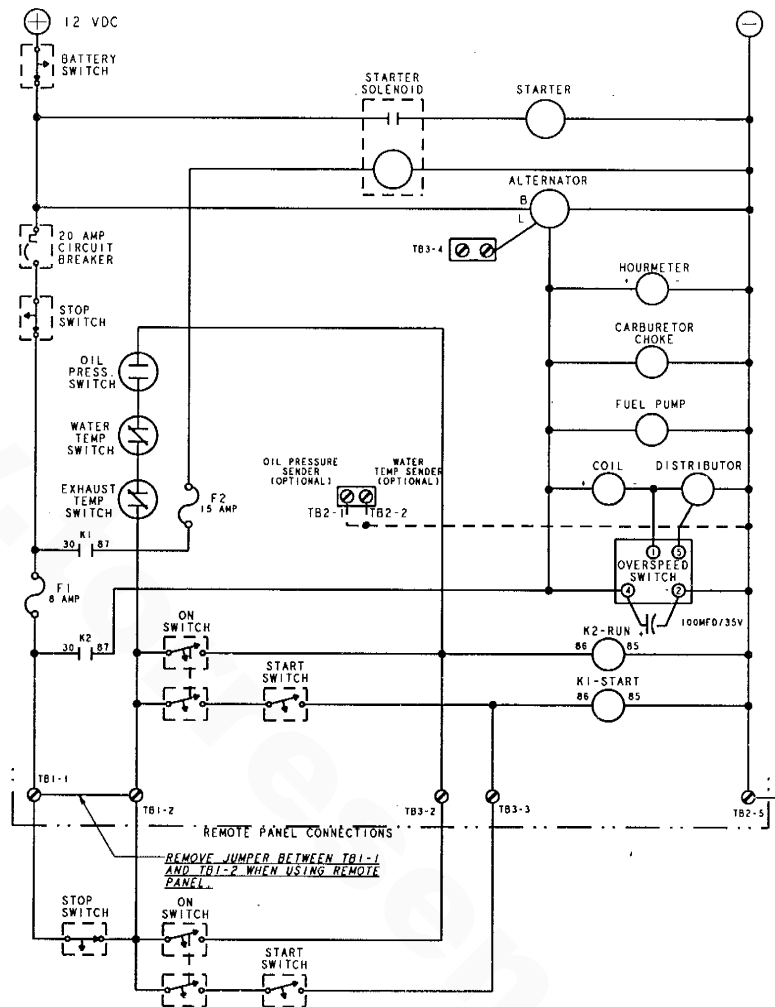 12 VDC
BATTERY
SWITCH
STARTER
SOLENOID
STARTER
ALTERNATOR
B
L
TB3-4
20 AMP
CIRCUIT
BREAKER
HOURMETER
+ -
STOP
SWITCH
CARBURETOR
CHOKE
OIL
PRESS.
SWITCH
FUEL PUMP
WATER
TEMP
SWITCH
OIL PRESSURE
SENDER
(OPTIONAL)
WATER
TEMP SENDER
(OPTIONAL)
COIL
+
DISTRIBUTOR
EXHAUST
TEMP
SWITCH
F2
15 AMP
TB2-1
TB2-2
K1
30 87
1 5
OVERSPEED
SWITCH
4 2
F1
8 AMP
+
100MFD/35V
K2
30 87
ON
SWITCH
K2-RUN
86 85
START
SWITCH
K1-START
86 85
TB1-1
TB1-2
TB3-2
TB3-3
TB2-5
REMOTE PANEL CONNECTIONS
REMOVE JUMPER BETWEEN TB1-1
AND TB1-2 WHEN USING REMOTE
PANEL.
STOP
SWITCH
ON
SWITCH
START
SWITCH